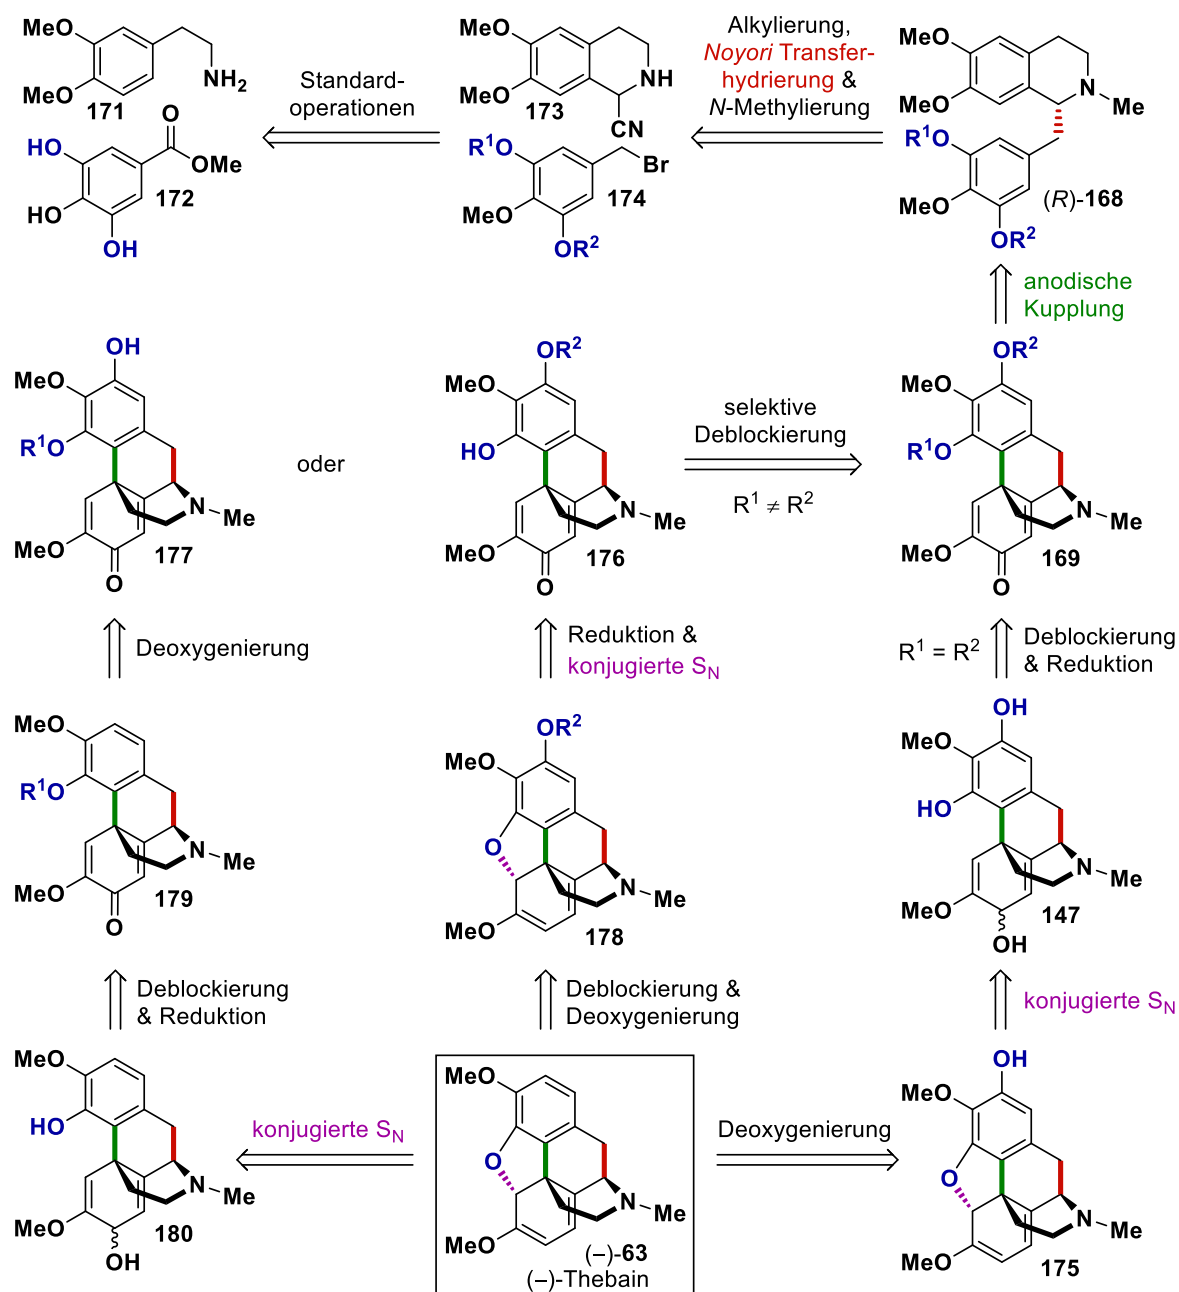 MeO
MeO
NH2
171
HO
HO
OH
O
OMe
172
Standard-
operationen
MeO
MeO
NH
CN
173
R1O
MeO
OR2
Br
174
Alkylierung,
Noyori Transfer-
hydrierung &
N-Methylierung
MeO
MeO
N
Me
R1O
MeO
OR2
(R)-168
anodische
Kupplung
OH
MeO
R1O
N
Me
MeO
O
177
oder
OR2
MeO
HO
N
Me
MeO
O
176
selektive
Deblockierung
R1 ≠ R2
OR2
MeO
R1O
N
Me
MeO
O
169
Deoxygenierung
Reduktion &
konjugierte SN
R1 = R2
Deblockierung
& Reduktion
MeO
R1O
N
Me
MeO
O
179
OR2
MeO
O
N
Me
MeO
178
OH
MeO
HO
N
Me
MeO
OH
147
Deblockierung
& Reduktion
Deblockierung &
Deoxygenierung
konjugierte SN
MeO
HO
N
Me
MeO
OH
180
konjugierte SN
MeO
O
N
Me
MeO
(–)-63
(–)-Thebain
Deoxygenierung
OH
MeO
O
N
Me
MeO
175